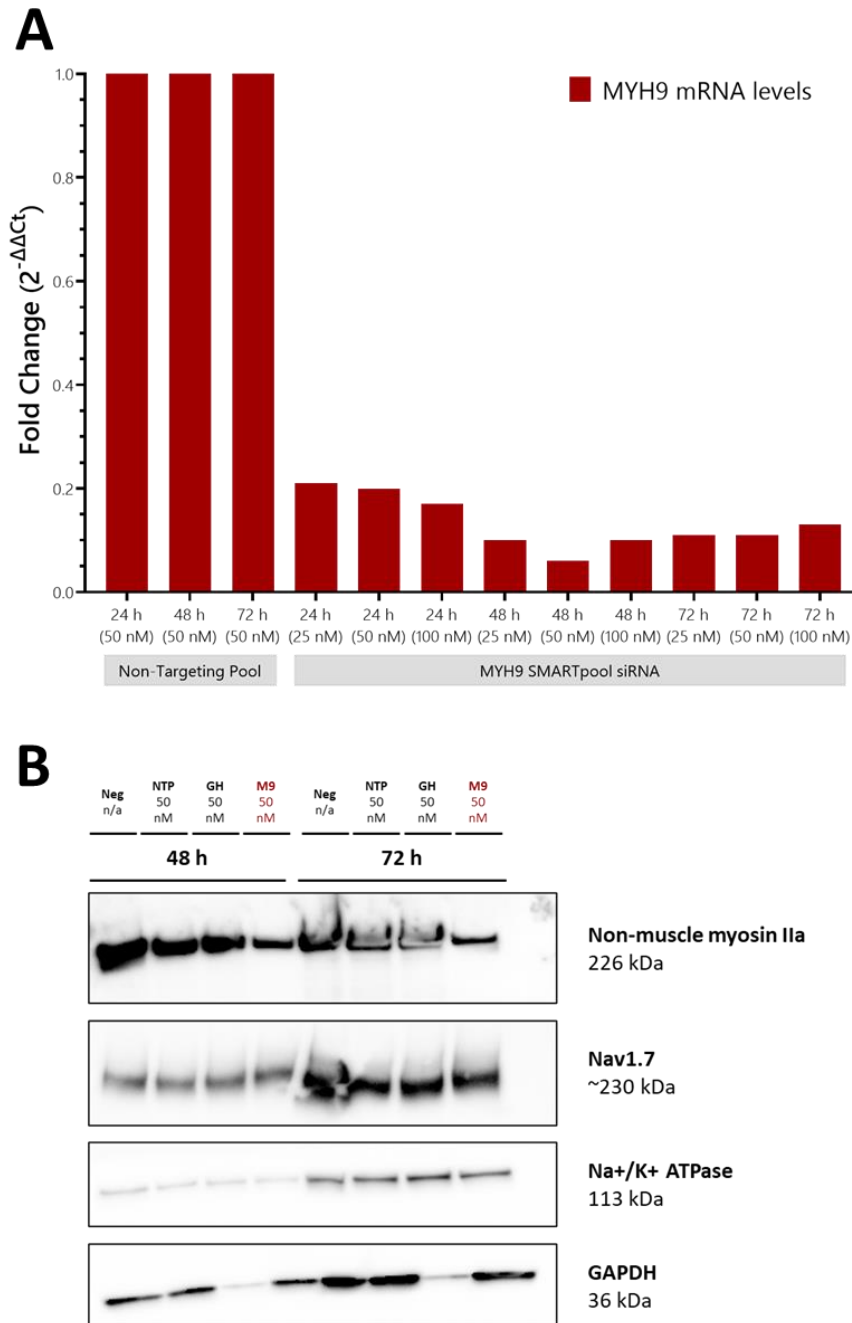 A
MYH9 mRNA levels
Fold Change (2^-ΔΔCt)
1.0
0.8
0.6
0.4
0.2
0.0
24 h 48 h 72 h 24 h 24 h 24 h 48 h 48 h 48 h 72 h 72 h 72 h
(50 nM) (50 nM) (50 nM) (25 nM) (50 nM) (100 nM) (25 nM) (50 nM) (100 nM) (25 nM) (50 nM) (100 nM)
Non-Targeting Pool MYH9 SMARTpool siRNA
B
Neg NTP GH M9 Neg NTP GH M9
n/a 50 50 50 n/a 50 50 50
nM nM nM nM nM nM
48 h 72 h
Non-muscle myosin IIa
226 kDa
Nav1.7
~230 kDa
Na+/K+ ATPase
113 kDa
GAPDH
36 kDa